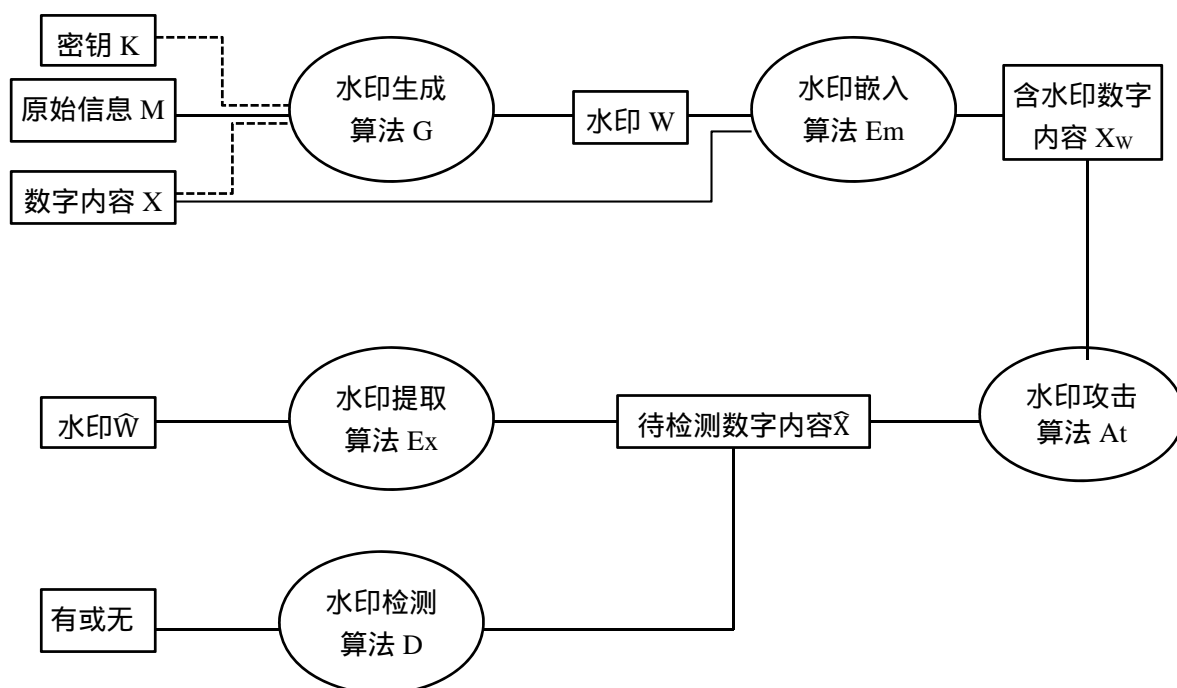 密钥 K
原始信息 M
数字内容 X
水印生成
算法 G
水印 W
水印嵌入
算法 Em
含水印数字
内容 Xw
水印Ŵ
水印提取
算法 Ex
待检测数字内容X̂
水印攻击
算法 At
有或无
水印检测
算法 D